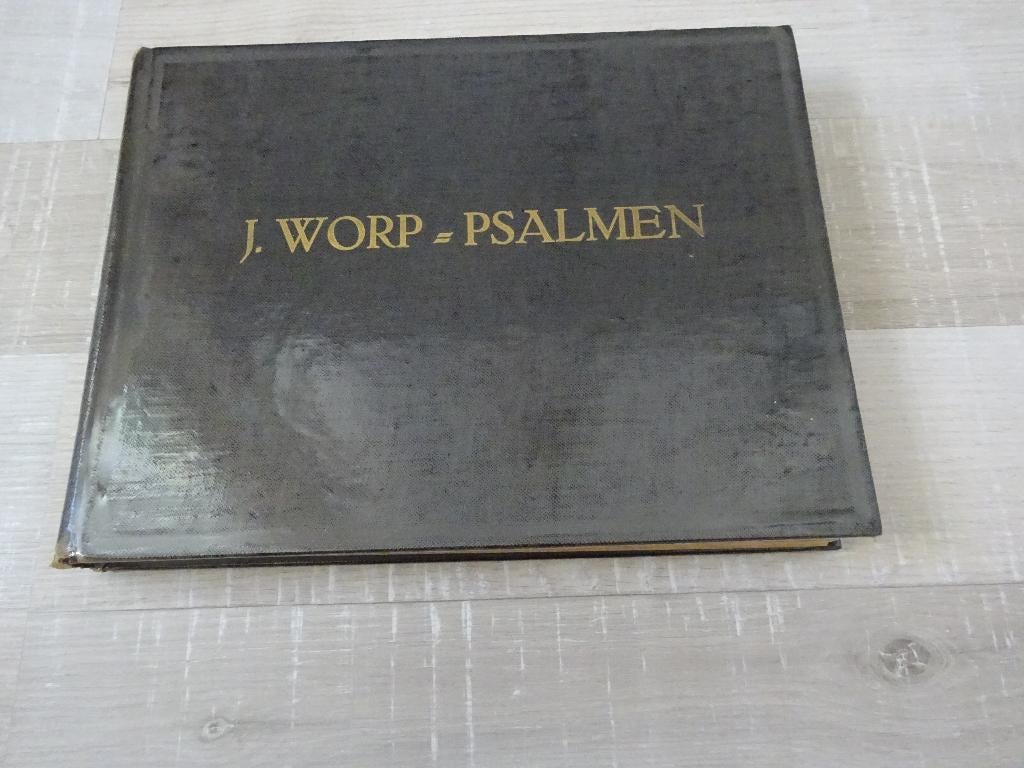 J. WORP = PSALMEN